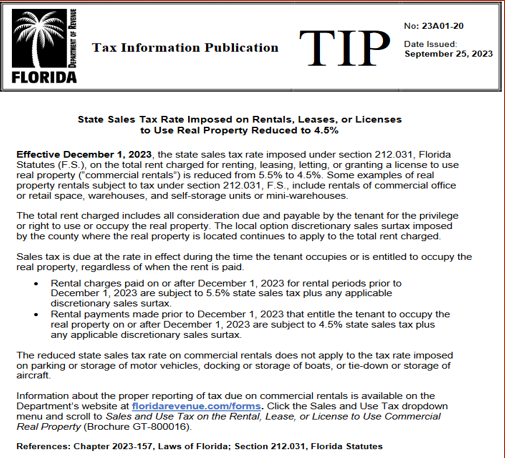 DEPARTMENT OF REVENUE
FLORIDA
Tax Information Publication
TIP
No: 23A01-20
Date Issued:
September 25, 2023
State Sales Tax Rate Imposed on Rentals, Leases, or Licenses
to Use Real Property Reduced to 4.5%
Effective December 1, 2023, the state sales tax rate imposed under section 212.031, Florida
Statutes (F.S.), on the total rent charged for renting, leasing, letting, or granting a license to use
real property ("commercial rentals") is reduced from 5.5% to 4.5%. Some examples of real
property rentals subject to tax under section 212.031, F.S., include rentals of commercial office
or retail space, warehouses, and self-storage units or mini-warehouses.
The total rent charged includes all consideration due and payable by the tenant for the privilege
or right to use or occupy the real property. The local option discretionary sales surtax imposed
by the county where the real property is located continues to apply to the total rent charged.
Sales tax is due at the rate in effect during the time the tenant occupies or is entitled to occupy the
real property, regardless of when the rent is paid.
• Rental charges paid on or after December 1, 2023 for rental periods prior to
December 1, 2023 are subject to 5.5% state sales tax plus any applicable
discretionary sales surtax.
• Rental payments made prior to December 1, 2023 that entitle the tenant to occupy the
real property on or after December 1, 2023 are subject to 4.5% state sales tax plus
any applicable discretionary sales surtax.
The reduced state sales tax rate on commercial rentals does not apply to the tax rate imposed
on parking or storage of motor vehicles, docking or storage of boats, or tie-down or storage of
aircraft.
Information about the proper reporting of tax due on commercial rentals is available on the
Department's website at floridarevenue.com/forms. Click the Sales and Use Tax dropdown
menu and scroll to Sales and Use Tax on the Rental, Lease, or License to Use Commercial
Real Property (Brochure GT-800016).
References: Chapter 2023-157, Laws of Florida; Section 212.031, Florida Statutes